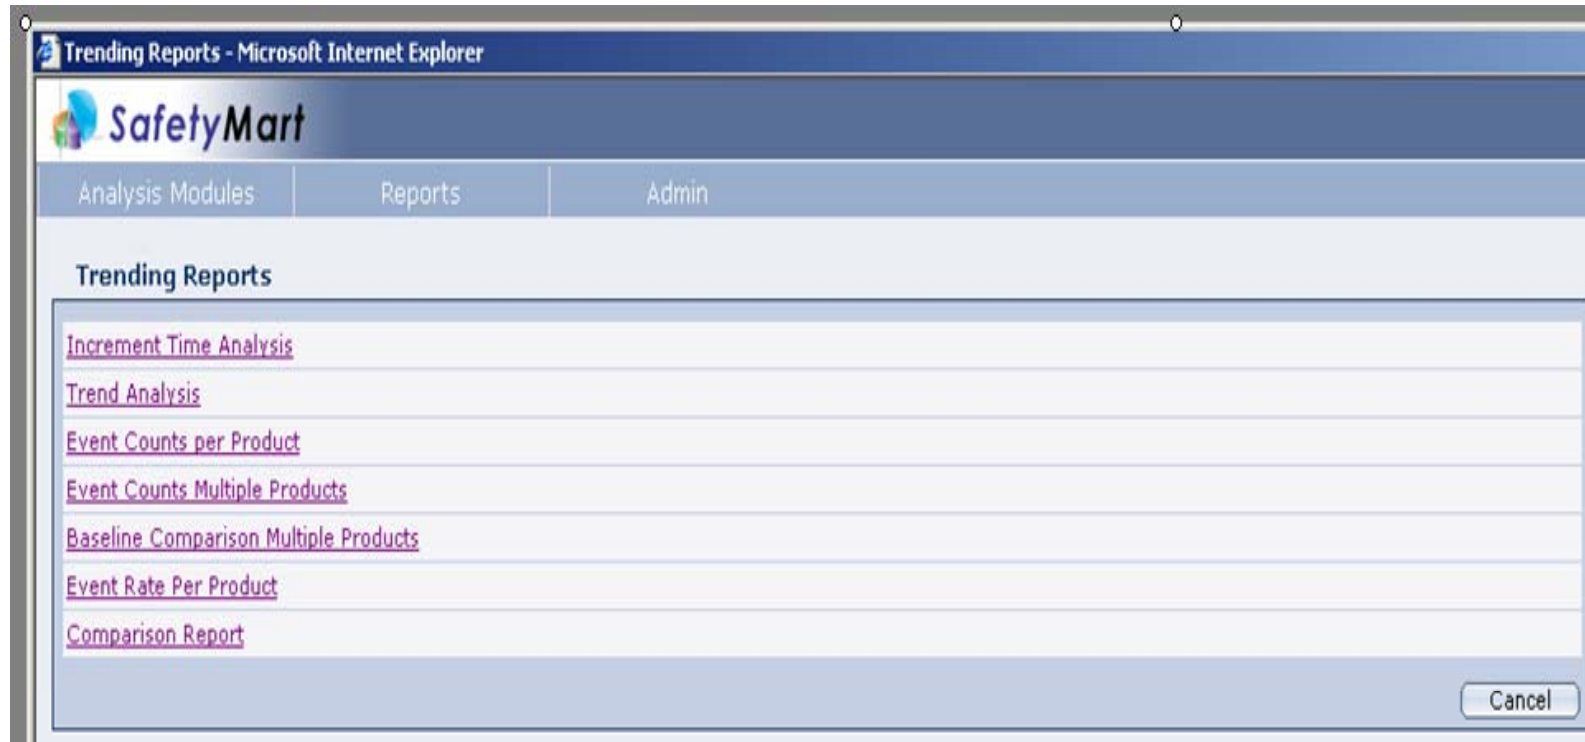 Trending Reports - Microsoft Internet Explorer
SafetyMart
Analysis Modules Reports Admin
Trending Reports
Increment Time Analysis
Trend Analysis
Event Counts per Product
Event Counts Multiple Products
Baseline Comparison Multiple Products
Event Rate Per Product
Comparison Report
Cancel